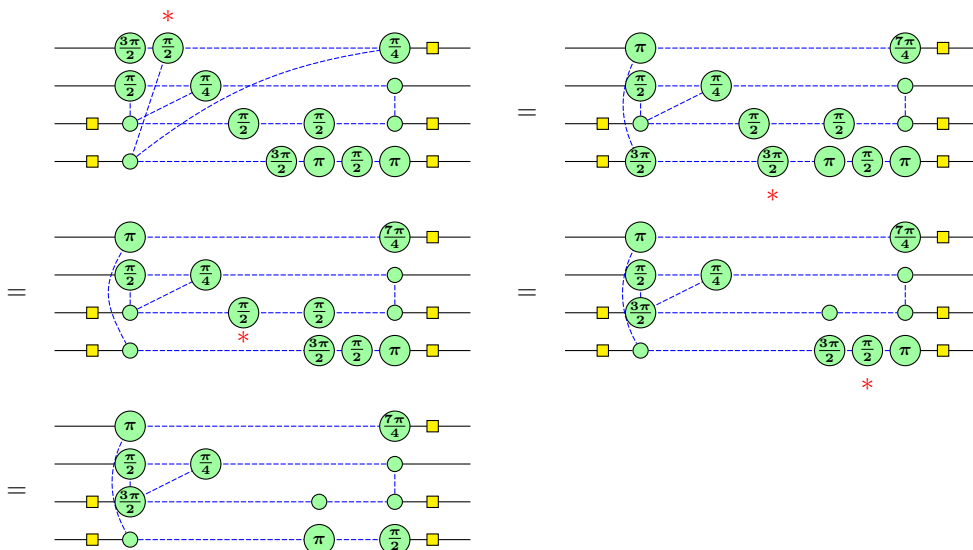 *
3π/2 π/2 π/4
π/2 π/4
π/2 π/2
3π/2 π π/2 π
=
π 7π/4
π/2 π/4
π/2 π/2
3π/2 3π/2 π π/2 π
*
=
π 7π/4
π/2 π/4
π/2 π/2
*
3π/2 π/2 π
=
π 7π/4
π/2 π/4
3π/2
3π/2 π/2 π
*
=
π 7π/4
π/2 π/4
3π/2
π π/2